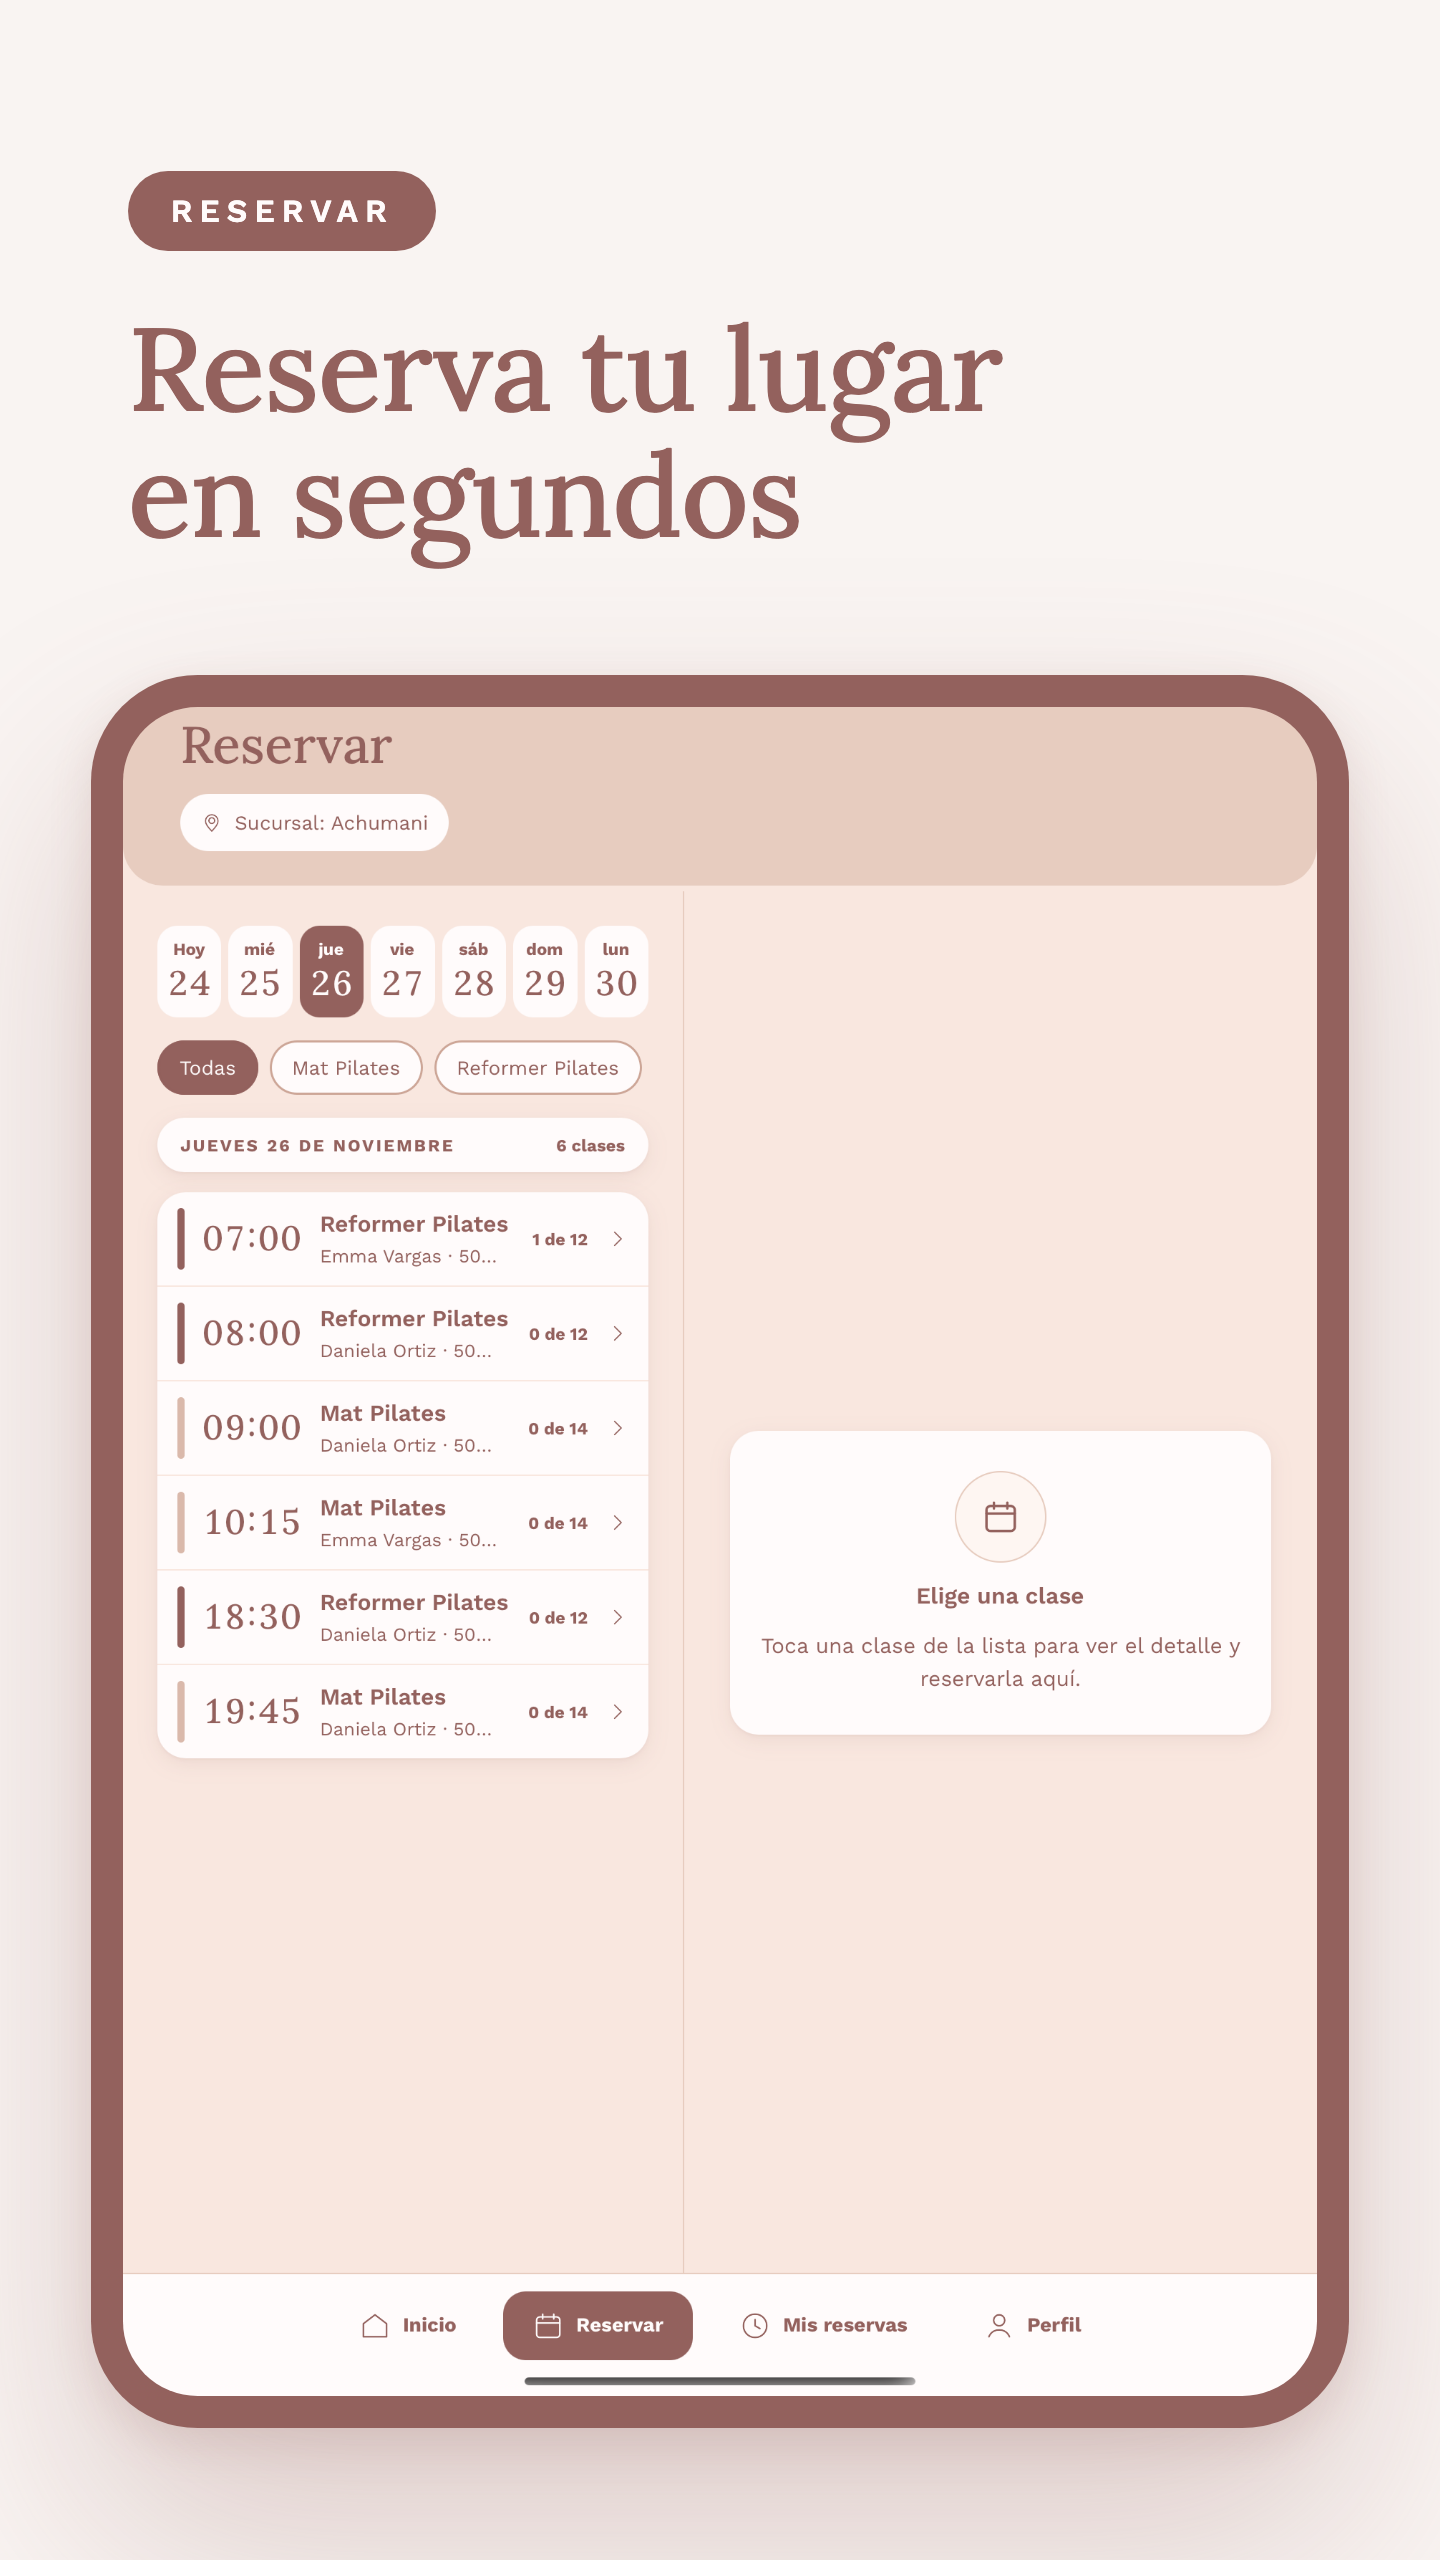 RESERVAR
Reserva tu lugar
en segundos
Reservar
Sucursal: Achumani
Hoy mié jue vie sáb dom lun
24 25 26 27 28 29 30
Todas Mat Pilates Reformer Pilates
JUEVES 26 DE NOVIEMBRE 6 clases
07:00 Reformer Pilates 1 de 12
Emma Vargas · 50...
08:00 Reformer Pilates 0 de 12
Daniela Ortiz · 50...
09:00 Mat Pilates 0 de 14
Daniela Ortiz · 50...
10:15 Mat Pilates 0 de 14
Emma Vargas · 50...
18:30 Reformer Pilates 0 de 12
Daniela Ortiz · 50...
19:45 Mat Pilates 0 de 14
Daniela Ortiz · 50...
Elige una clase
Toca una clase de la lista para ver el detalle y
reservarla aquí.
Inicio Reservar Mis reservas Perfil